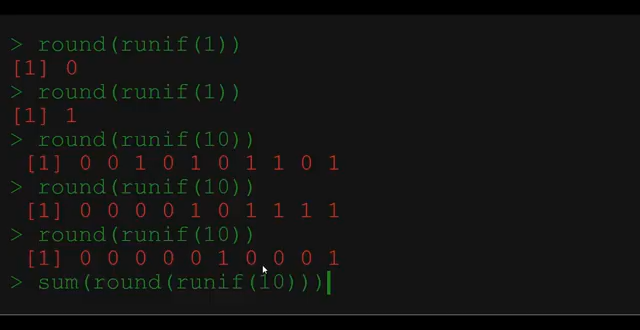 > round(runif(1))
[1] 0
> round(runif(1))
[1] 1
> round(runif(10))
[1] 0 0 1 0 1 0 1 1 0 1
> round(runif(10))
[1] 0 0 0 0 1 0 1 1 1 1
> round(runif(10))
[1] 0 0 0 0 0 1 0 0 0 1
> sum(round(runif(10)))